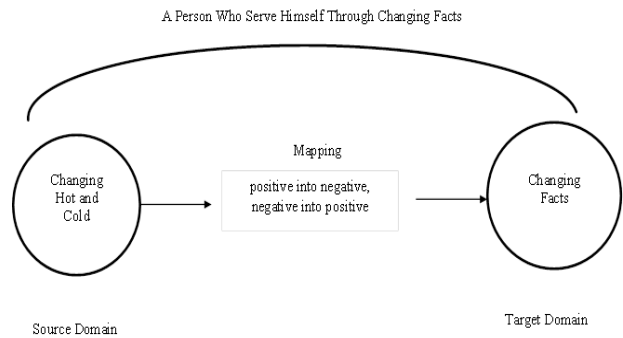 A Person Who Serve Himself Through Changing Facts
Mapping
Changing
Hot and
Cold
positive into negative,
negative into positive
Changing
Facts
Source Domain
Target Domain